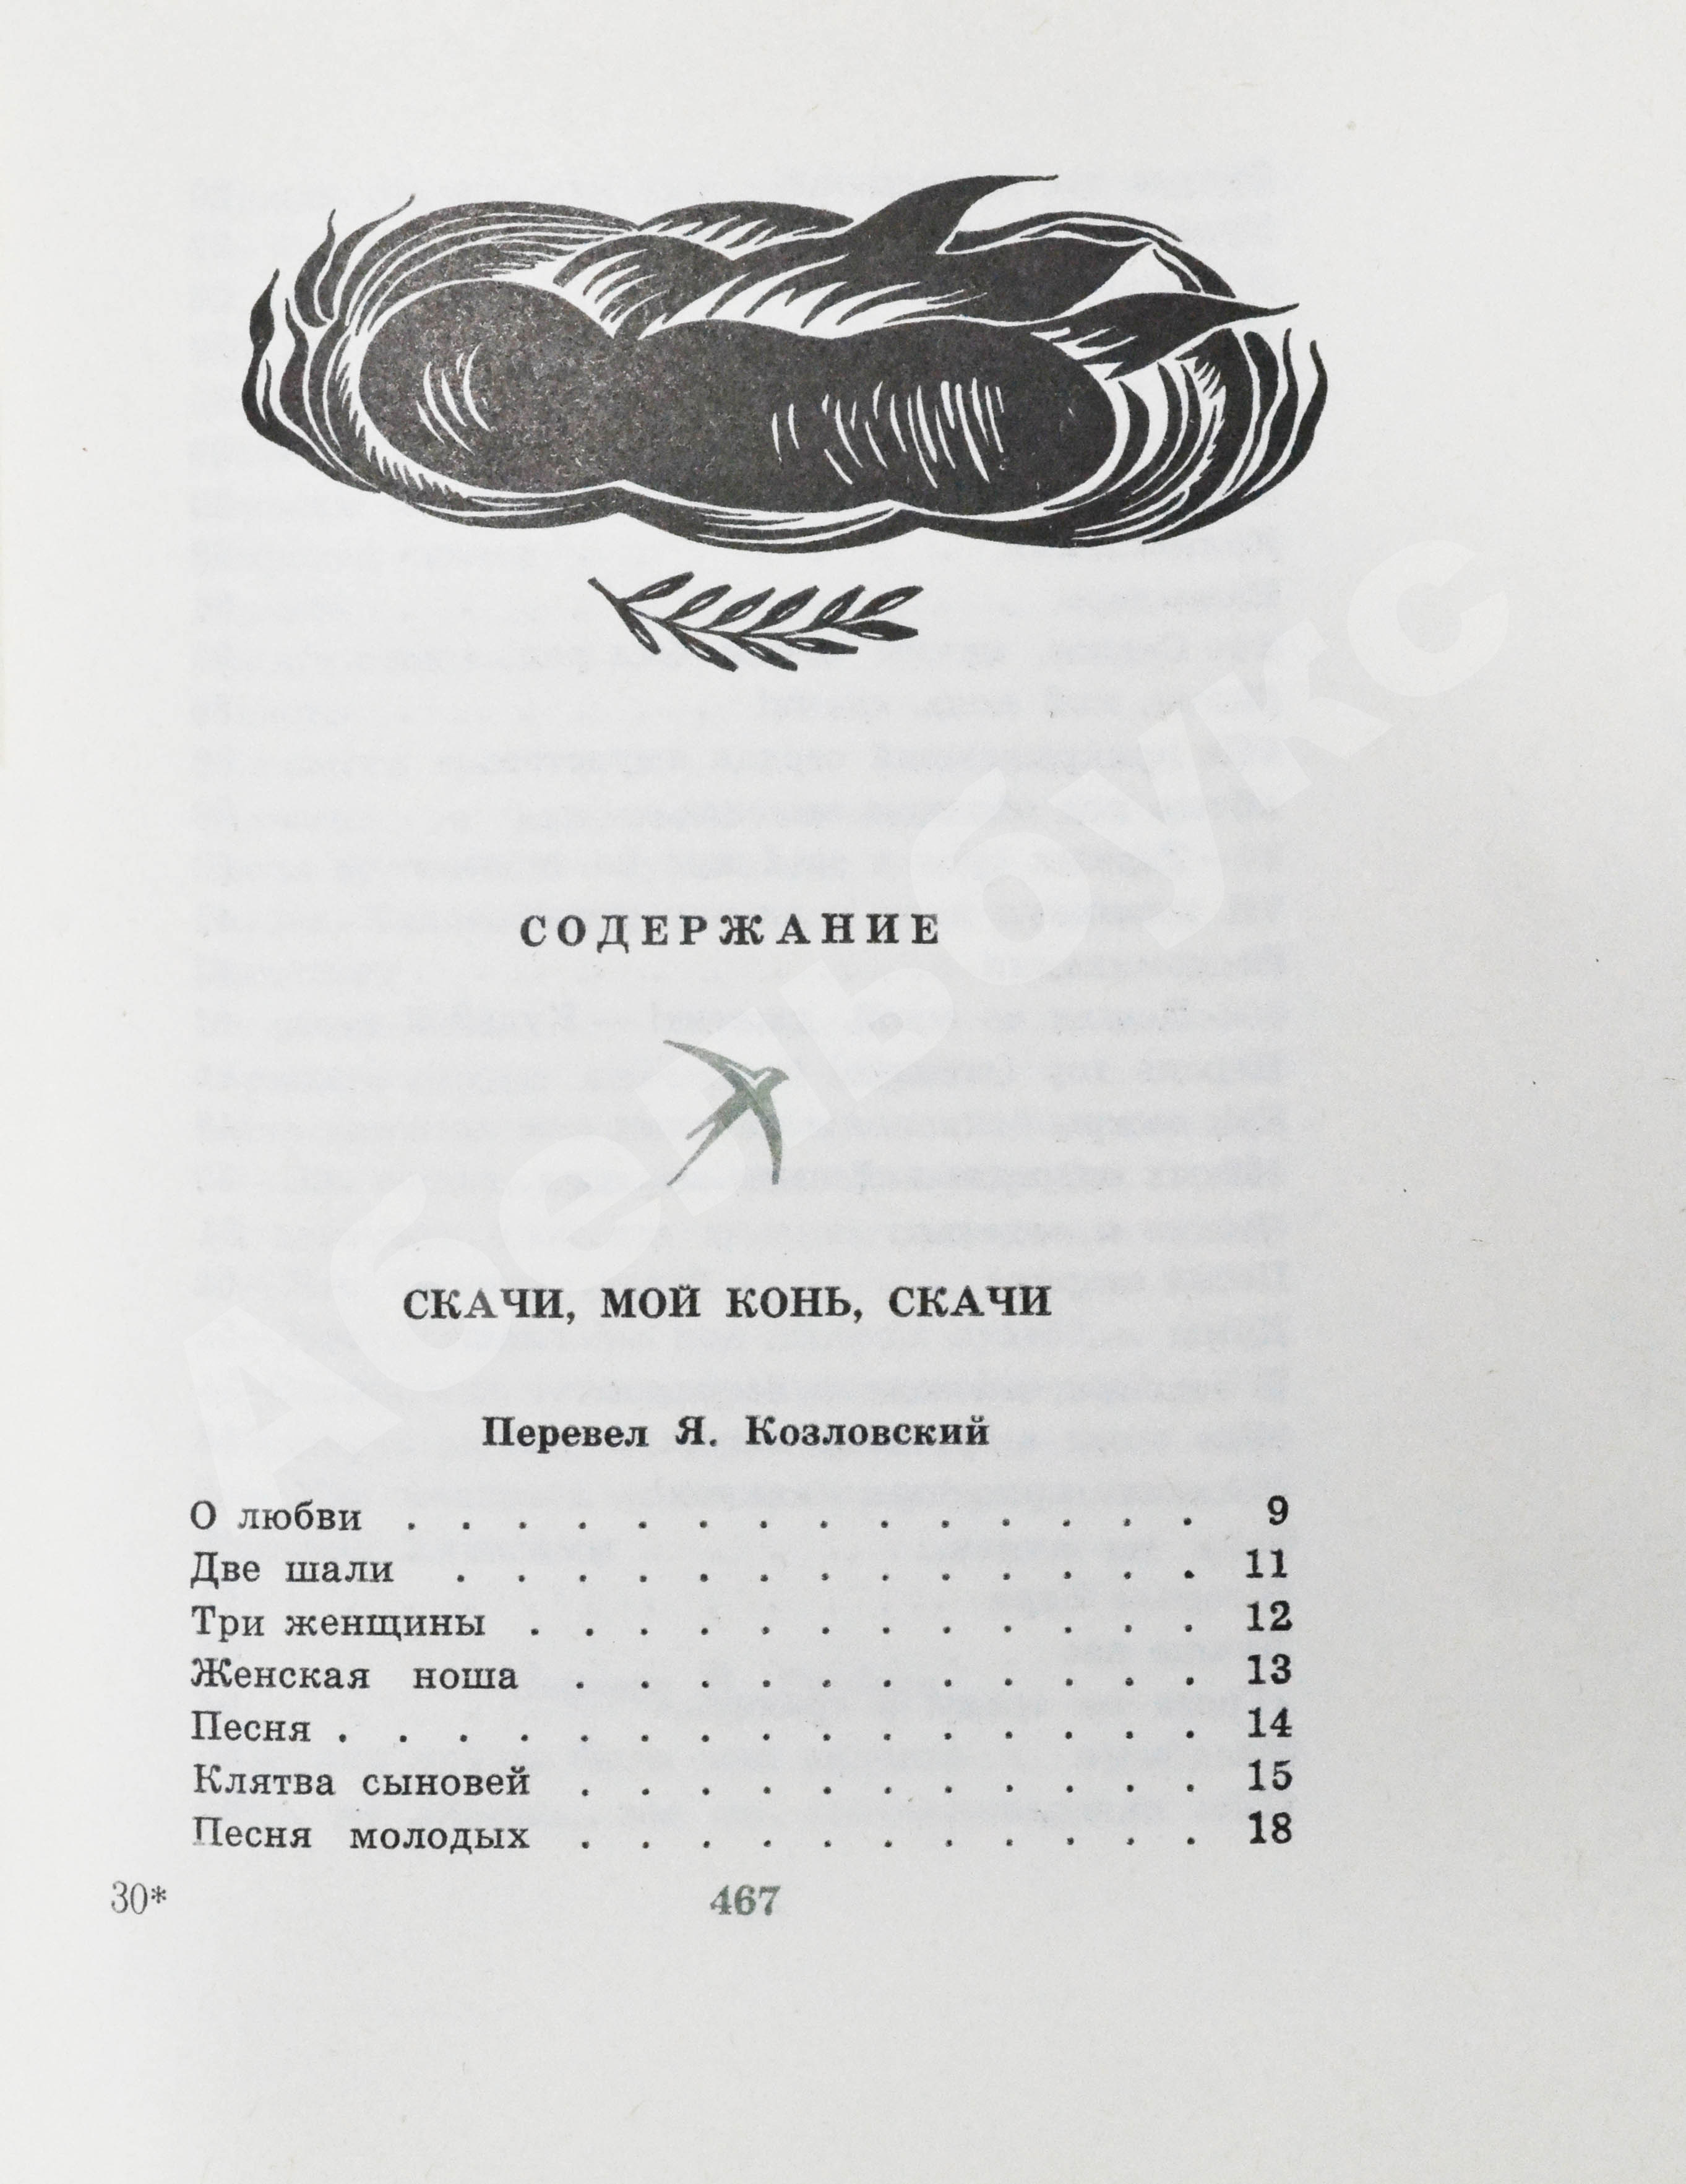 СОДЕРЖАНИЕ
СКАЧИ, МОЙ КОНЬ, СКАЧИ
Перевел Я. Козловский
О любви . . . . . . . . . . . . . . 9
Две шали . . . . . . . . . . . . . 11
Три женщины . . . . . . . . . . . . 12
Женская ноша . . . . . . . . . . . 13
Песня . . . . . . . . . . . . . . . 14
Клятва сыновей . . . . . . . . . . . 15
Песня молодых . . . . . . . . . . . 18
30*
467
Абельбукс